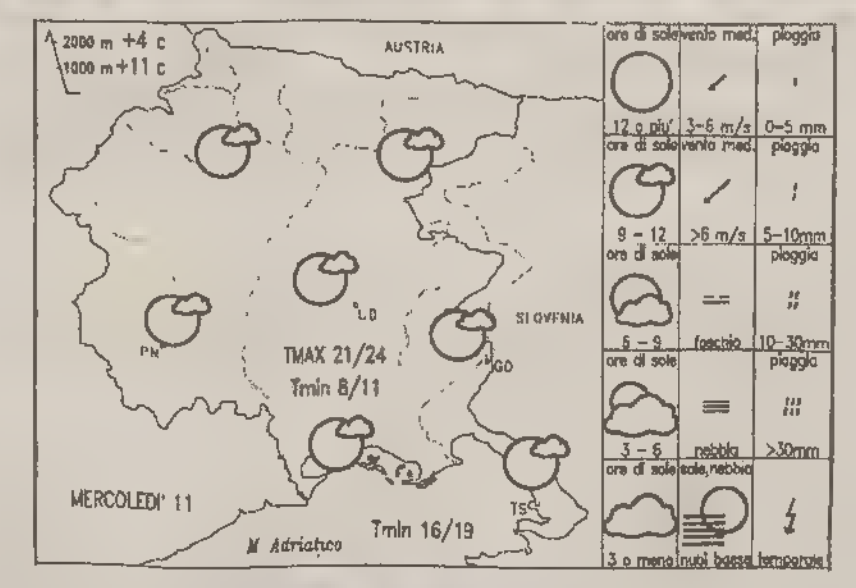 2000 m +4 c
1000 m +11 c
AUSTRIA
SLOVENIA
UD
PN
GO
TMAX 21/24
Tmin 8/11
MERCOLEDI' 11
TS
Tmin 16/19
M Adriatico
ore di sole vento med. pioggia
12 o piu' 3-6 m/s 0-5 mm
ore di sole vento med. pioggia
9 - 12 >6 m/s 5-10mm
ore di sole pioggia
6 - 9 foschia 10-30mm
ore di sole pioggia
3 - 6 nebbia >30mm
ore di sole sole,nebbia
3 o meno nubi basse temporale